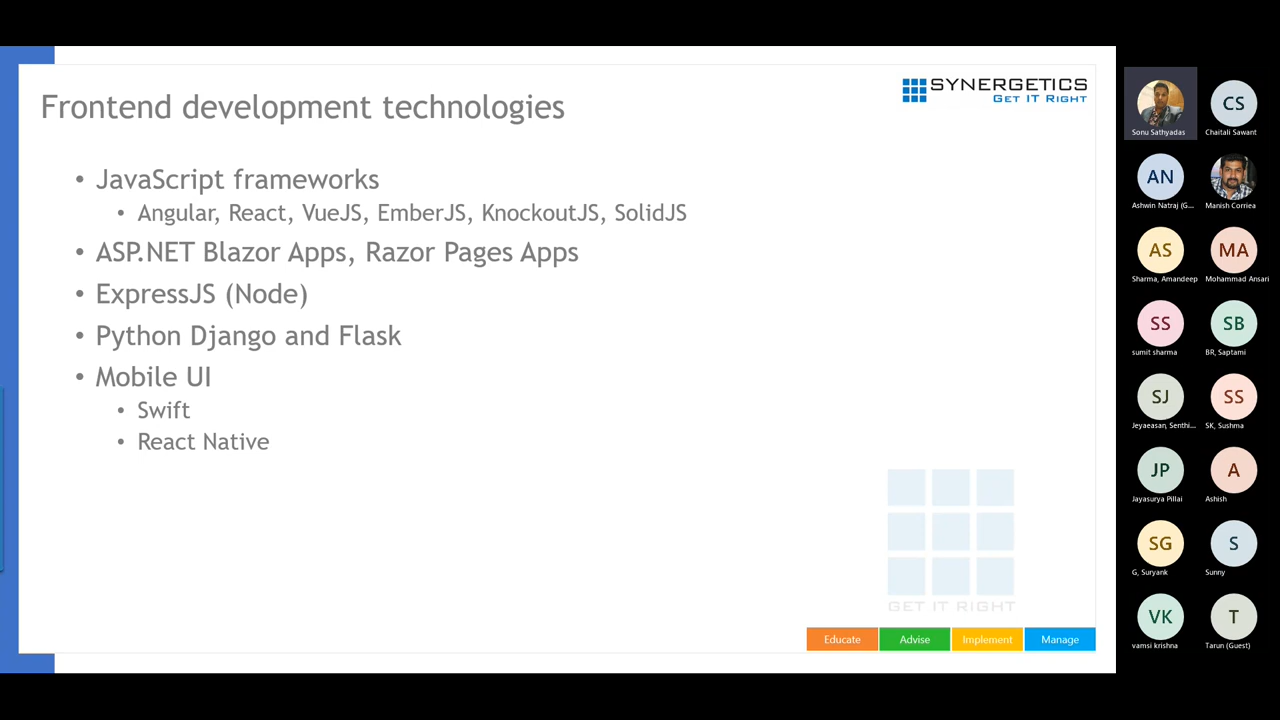 Frontend development technologies
SYNERGETICS
GET IT RIGHT
• JavaScript frameworks
• Angular, React, VueJS, EmberJS, KnockoutJS, SolidJS
• ASP.NET Blazor Apps, Razor Pages Apps
• ExpressJS (Node)
• Python Django and Flask
• Mobile UI
• Swift
• React Native
GET IT RIGHT
Educate Advise Implement Manage
Sonu Sathyadas
CS
Chaitali Sawant
AN
Ashwin Natraj (G...
Manish Corriea
AS
Sharma, Amandeep
MA
Mohammad Ansari
SS
sumit sharma
SB
BR, Saptami
SJ
Jeyaeasan, Senthi...
SS
SK, Sushma
JP
Jayasurya Pillai
A
Ashish
SG
G, Suryank
S
Sunny
VK
vamsi krishna
T
Tarun (Guest)